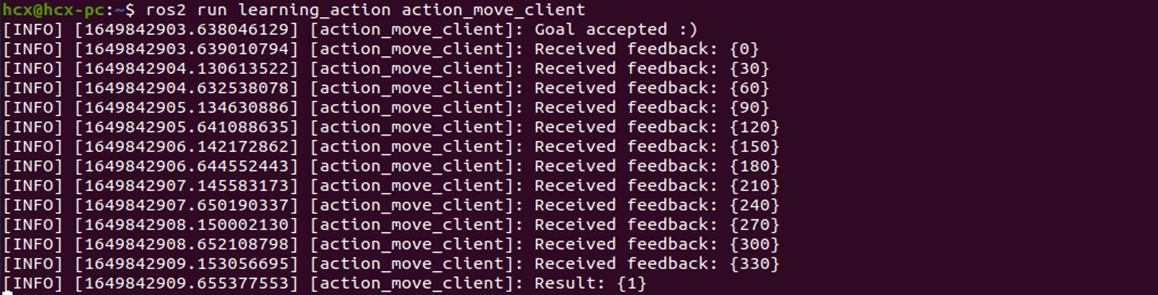 hcx@hcx-pc:~$ ros2 run learning_action action_move_client
[INFO] [1649842903.638046129] [action_move_client]: Goal accepted :)
[INFO] [1649842903.639010794] [action_move_client]: Received feedback: {0}
[INFO] [1649842904.130613522] [action_move_client]: Received feedback: {30}
[INFO] [1649842904.632538078] [action_move_client]: Received feedback: {60}
[INFO] [1649842905.134630886] [action_move_client]: Received feedback: {90}
[INFO] [1649842905.641088635] [action_move_client]: Received feedback: {120}
[INFO] [1649842906.142172862] [action_move_client]: Received feedback: {150}
[INFO] [1649842906.644552443] [action_move_client]: Received feedback: {180}
[INFO] [1649842907.145583173] [action_move_client]: Received feedback: {210}
[INFO] [1649842907.650190337] [action_move_client]: Received feedback: {240}
[INFO] [1649842908.150002130] [action_move_client]: Received feedback: {270}
[INFO] [1649842908.652108798] [action_move_client]: Received feedback: {300}
[INFO] [1649842909.153056695] [action_move_client]: Received feedback: {330}
[INFO] [1649842909.655377553] [action_move_client]: Result: {1}